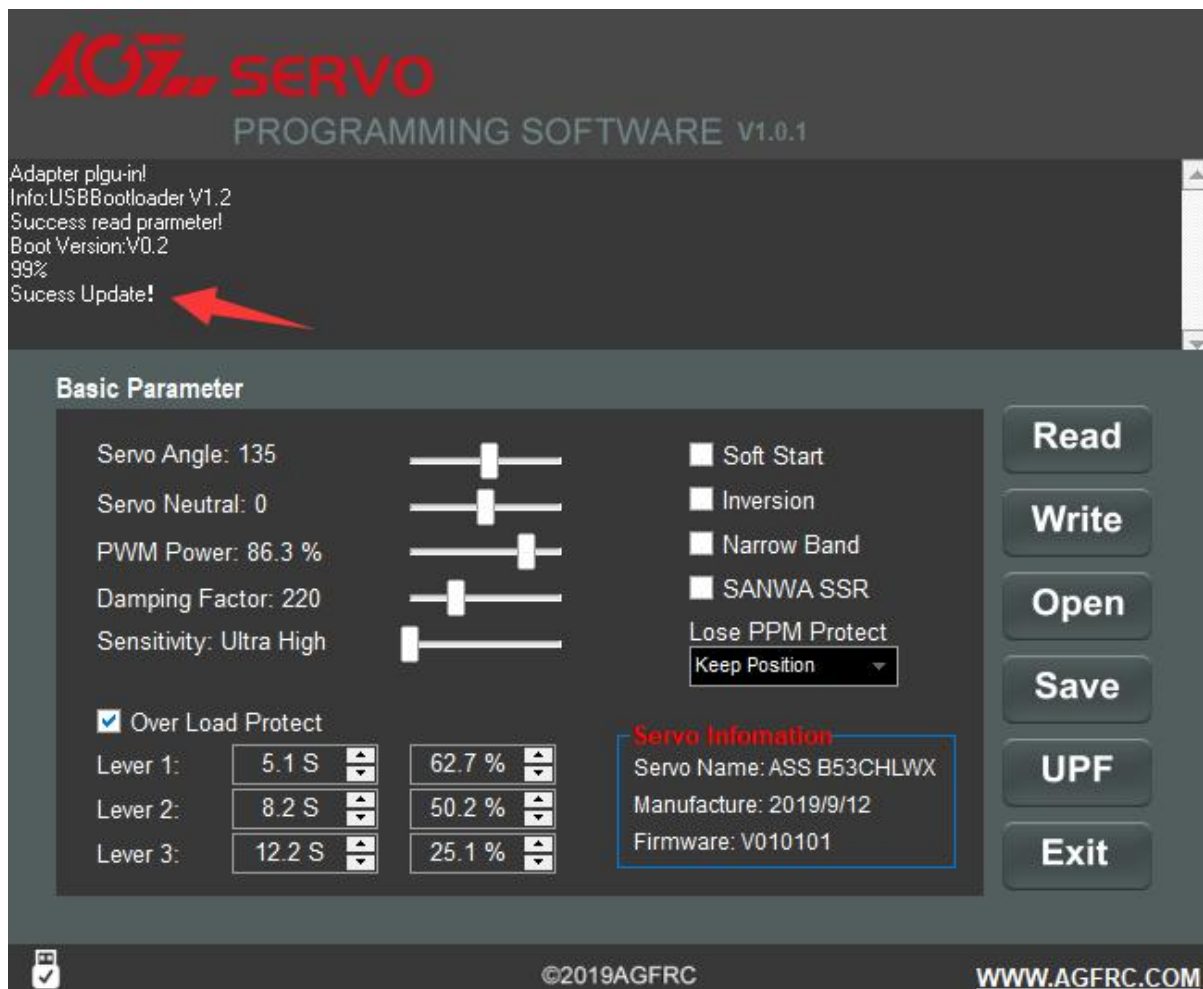 AGF SERVO
PROGRAMMING SOFTWARE V1.0.1
Adapter plgu-in!
Info:USBBootloader V1.2
Success read prarmeter!
Boot Version:V0.2
99%
Sucess Update!
Basic Parameter
Servo Angle: 135
Servo Neutral: 0
PWM Power: 86.3 %
Damping Factor: 220
Sensitivity: Ultra High
Soft Start
Inversion
Narrow Band
SANWA SSR
Lose PPM Protect
Keep Position
Over Load Protect
Lever 1: 5.1 S 62.7 %
Lever 2: 8.2 S 50.2 %
Lever 3: 12.2 S 25.1 %
Servo Infomation
Servo Name: ASS B53CHLWX
Manufacture: 2019/9/12
Firmware: V010101
Read
Write
Open
Save
UPF
Exit
©2019AGFRC
WWW.AGFRC.COM